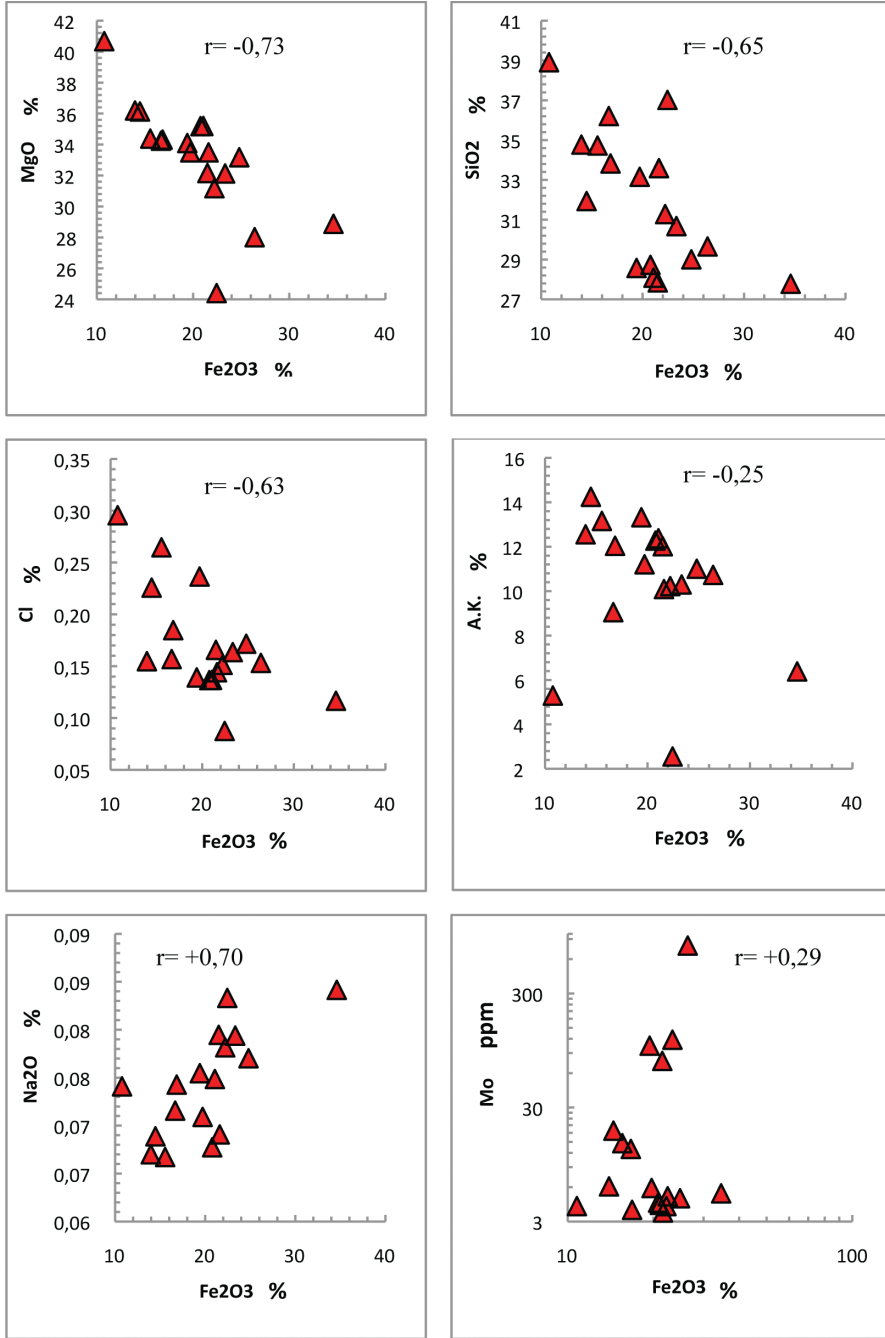 r= -0,73
MgO %
42
40
38
36
34
32
30
28
26
24
10 20 30 40
Fe2O3 %
r= -0,65
SiO2 %
41
39
37
35
33
31
29
27
10 20 30 40
Fe2O3 %
r= -0,63
Cl %
0,35
0,30
0,25
0,20
0,15
0,10
0,05
10 20 30 40
Fe2O3 %
r= -0,25
A.K. %
16
14
12
10
8
6
4
2
10 20 30 40
Fe2O3 %
r= +0,70
Na2O %
0,09
0,09
0,08
0,08
0,07
0,07
0,06
10 20 30 40
Fe2O3 %
r= +0,29
Mo ppm
300
30
3
10 100
Fe2O3 %